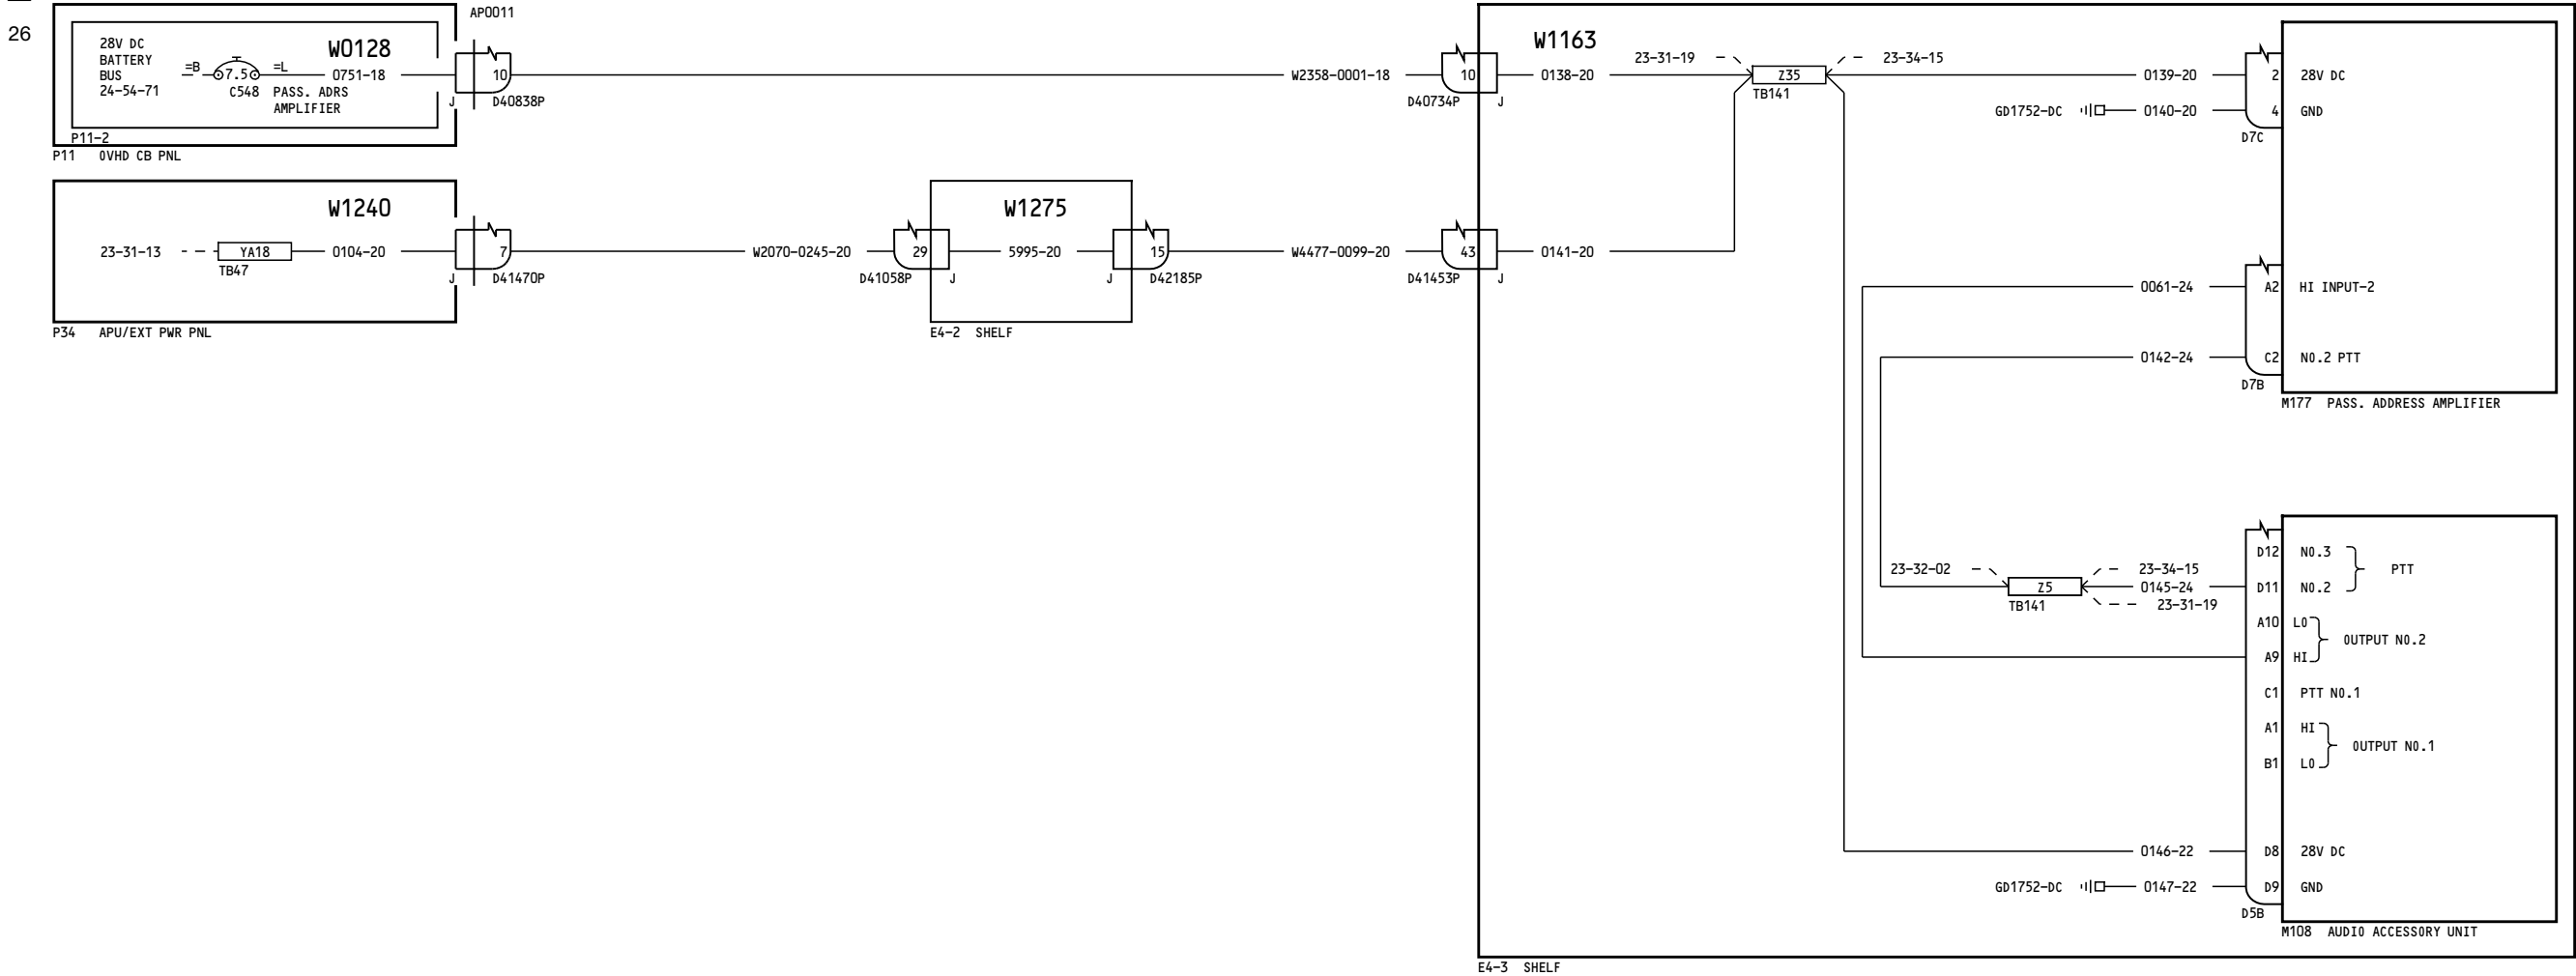 26
AP0011
28V DC
BATTERY
BUS
24-54-71
=B
7.5
=L
C548
PASS. ADRS
AMPLIFIER
W0128
0751-18
10
J
D40838P
P11-2
P11 OVHD CB PNL
W2358-0001-18
10
D40734P
J
W1163
0138-20
23-31-19
Z35
TB141
23-34-15
0139-20
2
28V DC
GD1752-DC
0140-20
4
GND
D7C
W1240
23-31-13
YA18
TB47
0104-20
7
J
D41470P
P34 APU/EXT PWR PNL
W2070-0245-20
29
D41058P
J
W1275
5995-20
15
J
D42185P
E4-2 SHELF
W4477-0099-20
43
D41453P
J
0141-20
0061-24
A2
HI INPUT-2
0142-24
C2
NO.2 PTT
D7B
M177 PASS. ADDRESS AMPLIFIER
D12
NO.3
PTT
23-32-02
Z5
TB141
23-34-15
0145-24
23-31-19
D11
NO.2
A10
LO
OUTPUT NO.2
A9
HI
C1
PTT NO.1
A1
HI
OUTPUT NO.1
B1
LO
0146-22
D8
28V DC
GD1752-DC
0147-22
D9
GND
D5B
M108 AUDIO ACCESSORY UNIT
E4-3 SHELF